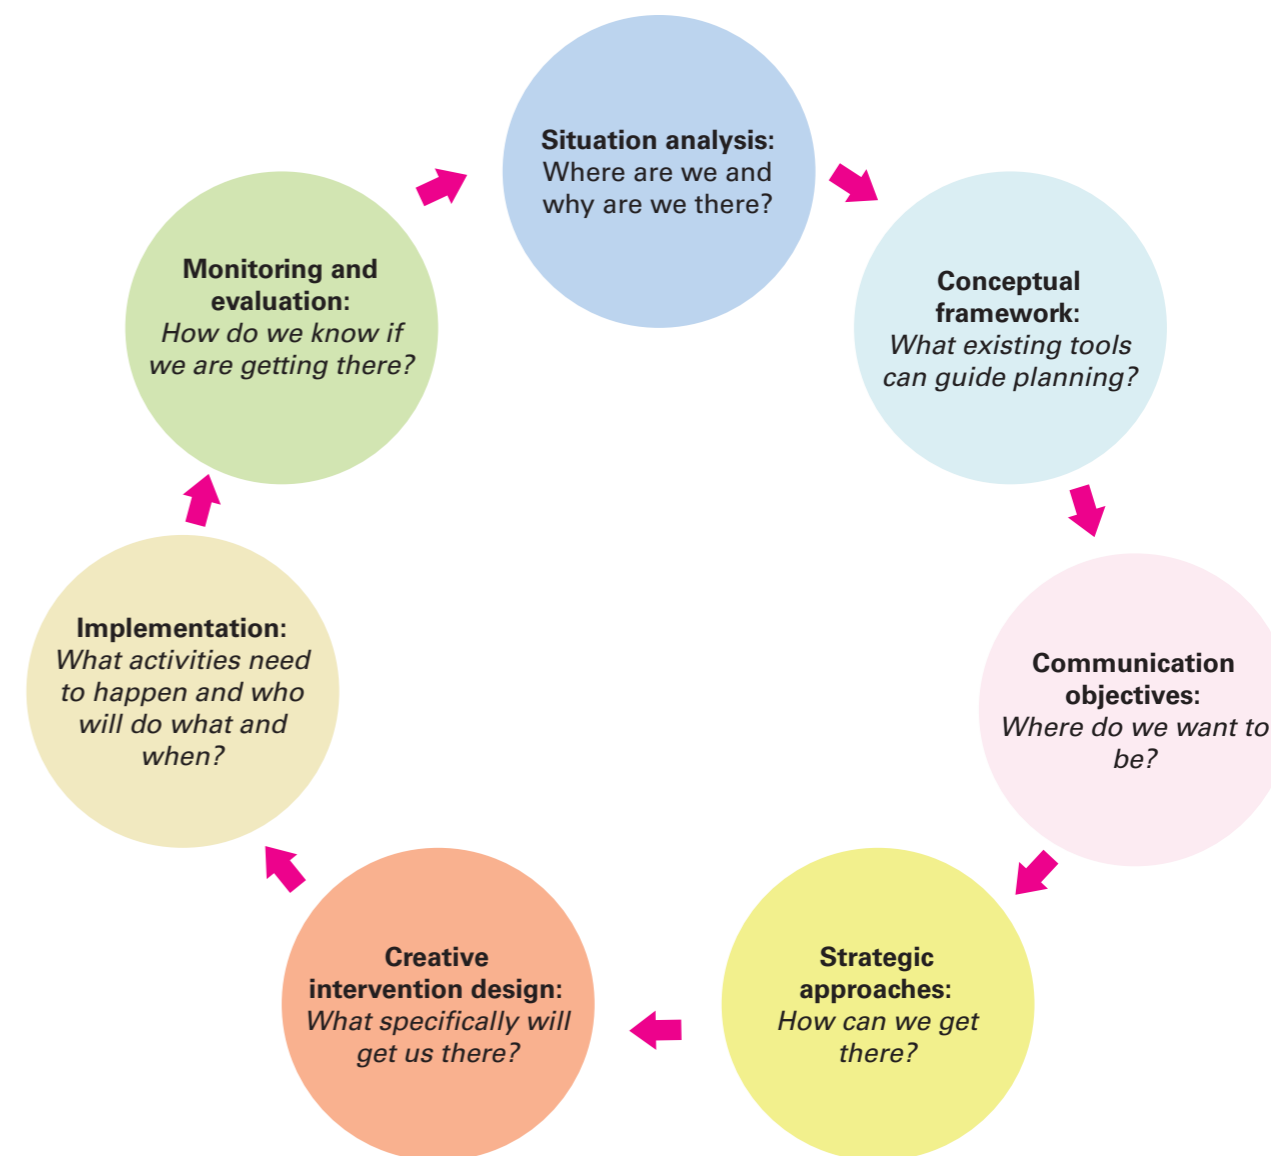 Situation analysis:
Where are we and
why are we there?
Conceptual
framework:
What existing tools
can guide planning?
Communication
objectives:
Where do we want to
be?
Strategic
approaches:
How can we get
there?
Creative
intervention design:
What specifically will
get us there?
Implementation:
What activities need
to happen and who
will do what and
when?
Monitoring and
evaluation:
How do we know if
we are getting there?